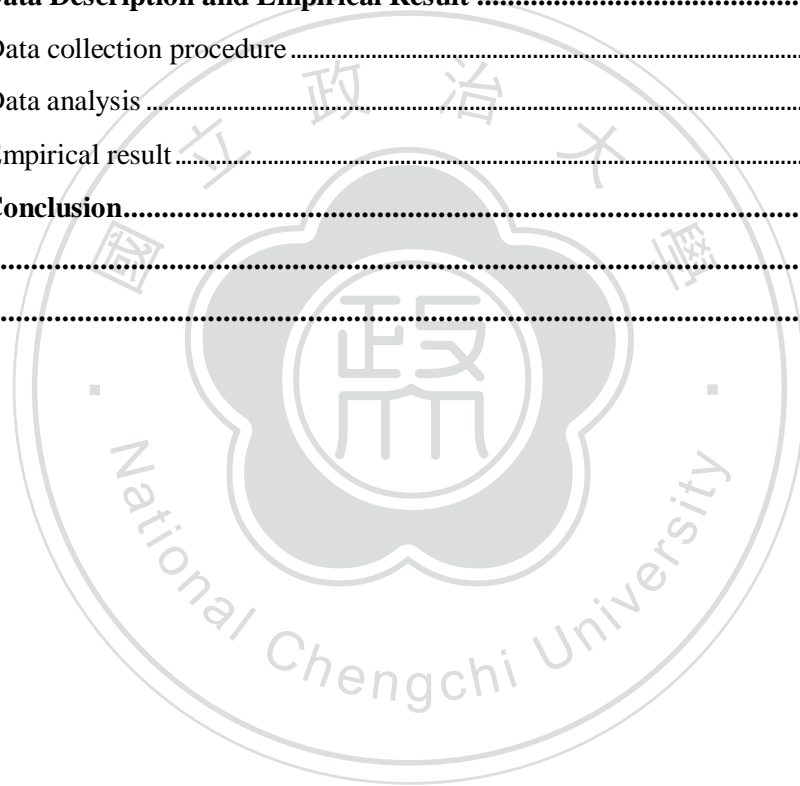 Data Description and Empirical Result ........................................
Data collection procedure ........................................
Data analysis ........................................
Empirical result ........................................
Conclusion ........................................
........................................
........................................
國立政治大學
政
National Chengchi University